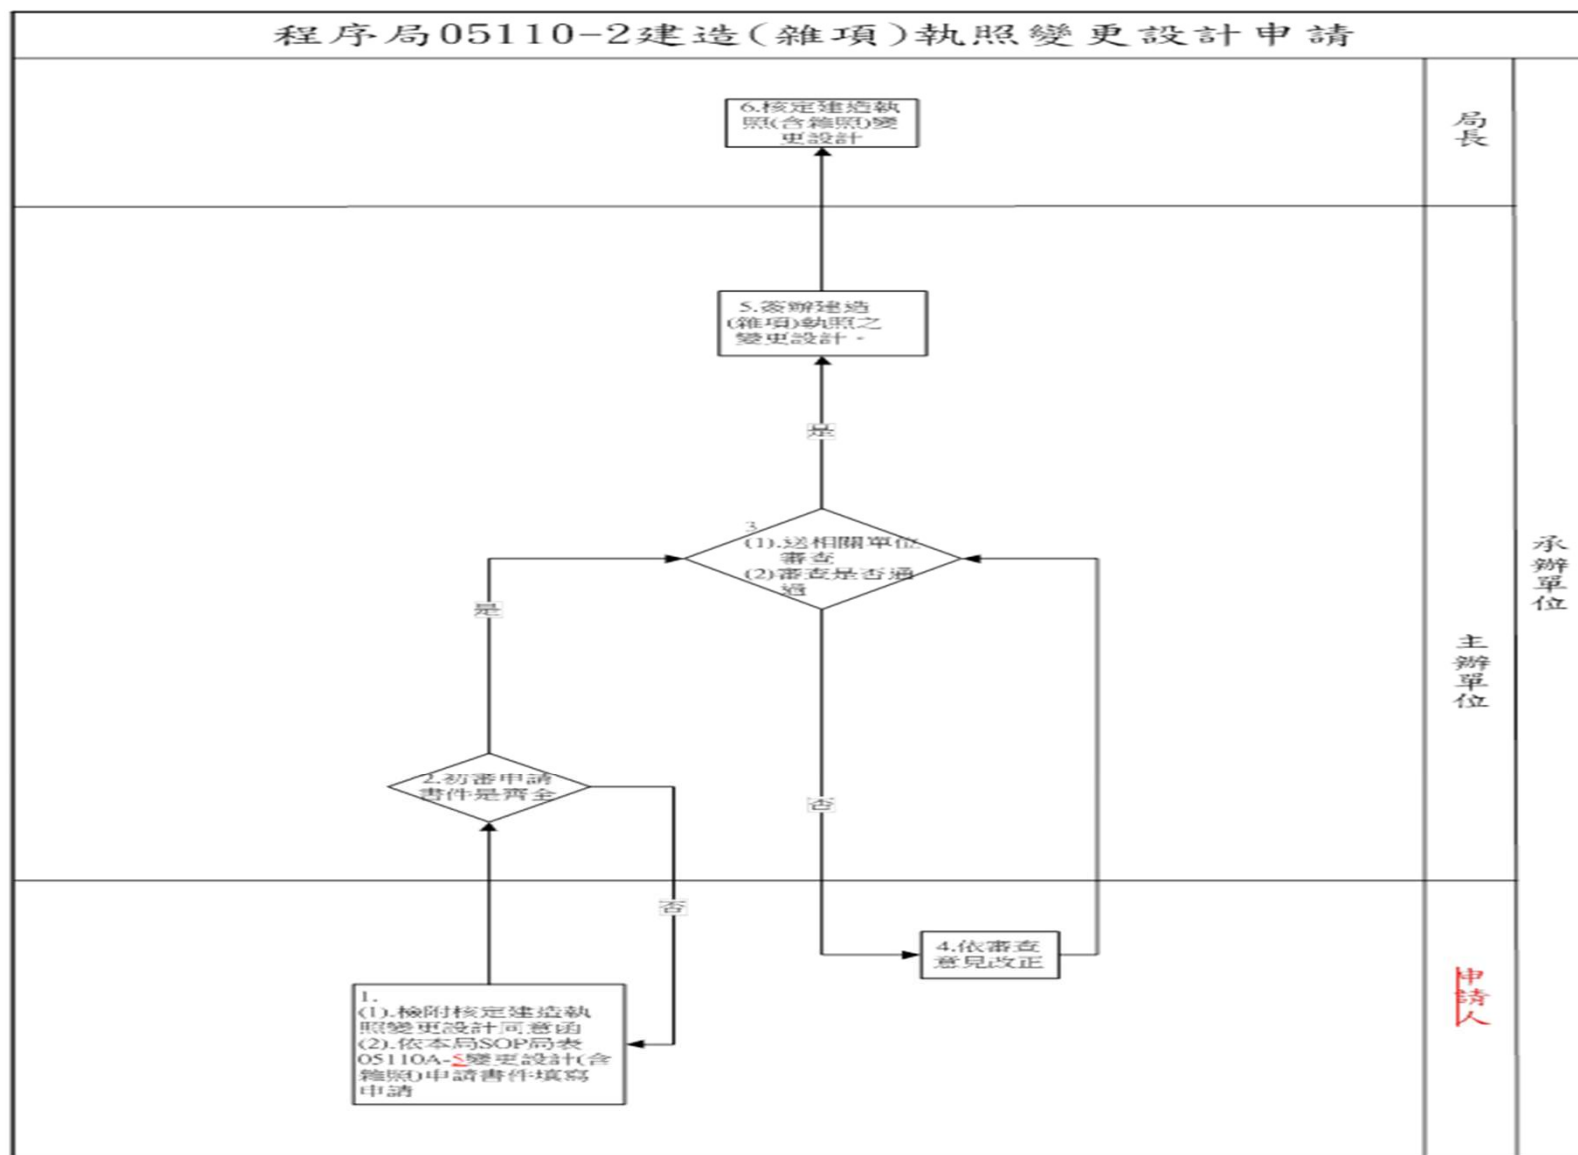 程序局05110-2建造(雜項)執照變更設計申請
6.核定建造執
照(含雜照)變
更設計
局長
5.簽辦建造
(雜項)執照之
變更設計。
是
3
(1).送相關單位
審查
(2)審查是否通
過
承辦單位
是
主辦單位
2.初審申請
書件是齊全
否
否
4.依審查
意見改正
申請人
1.
(1).檢附核定建造執
照變更設計同意函
(2).依本局SOP局表
05110A-5變更設計(含
雜照)申請書件填寫
申請